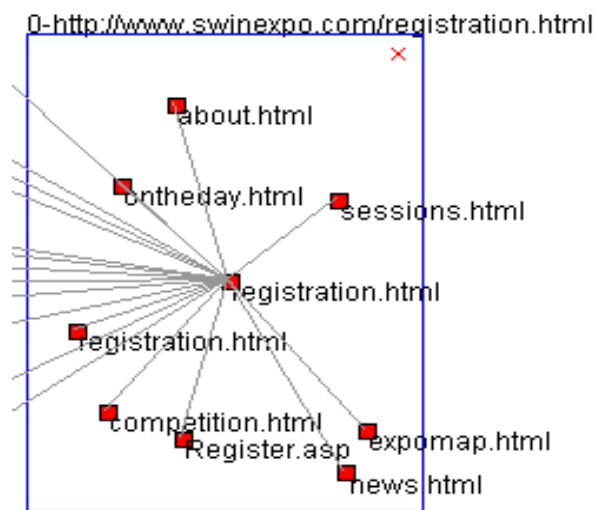 0-http://www.swinexpo.com/registration.html
about.html
ontheday.html
sessions.html
registration.html
registration.html
competition.html
Register.asp
expomap.html
news.html